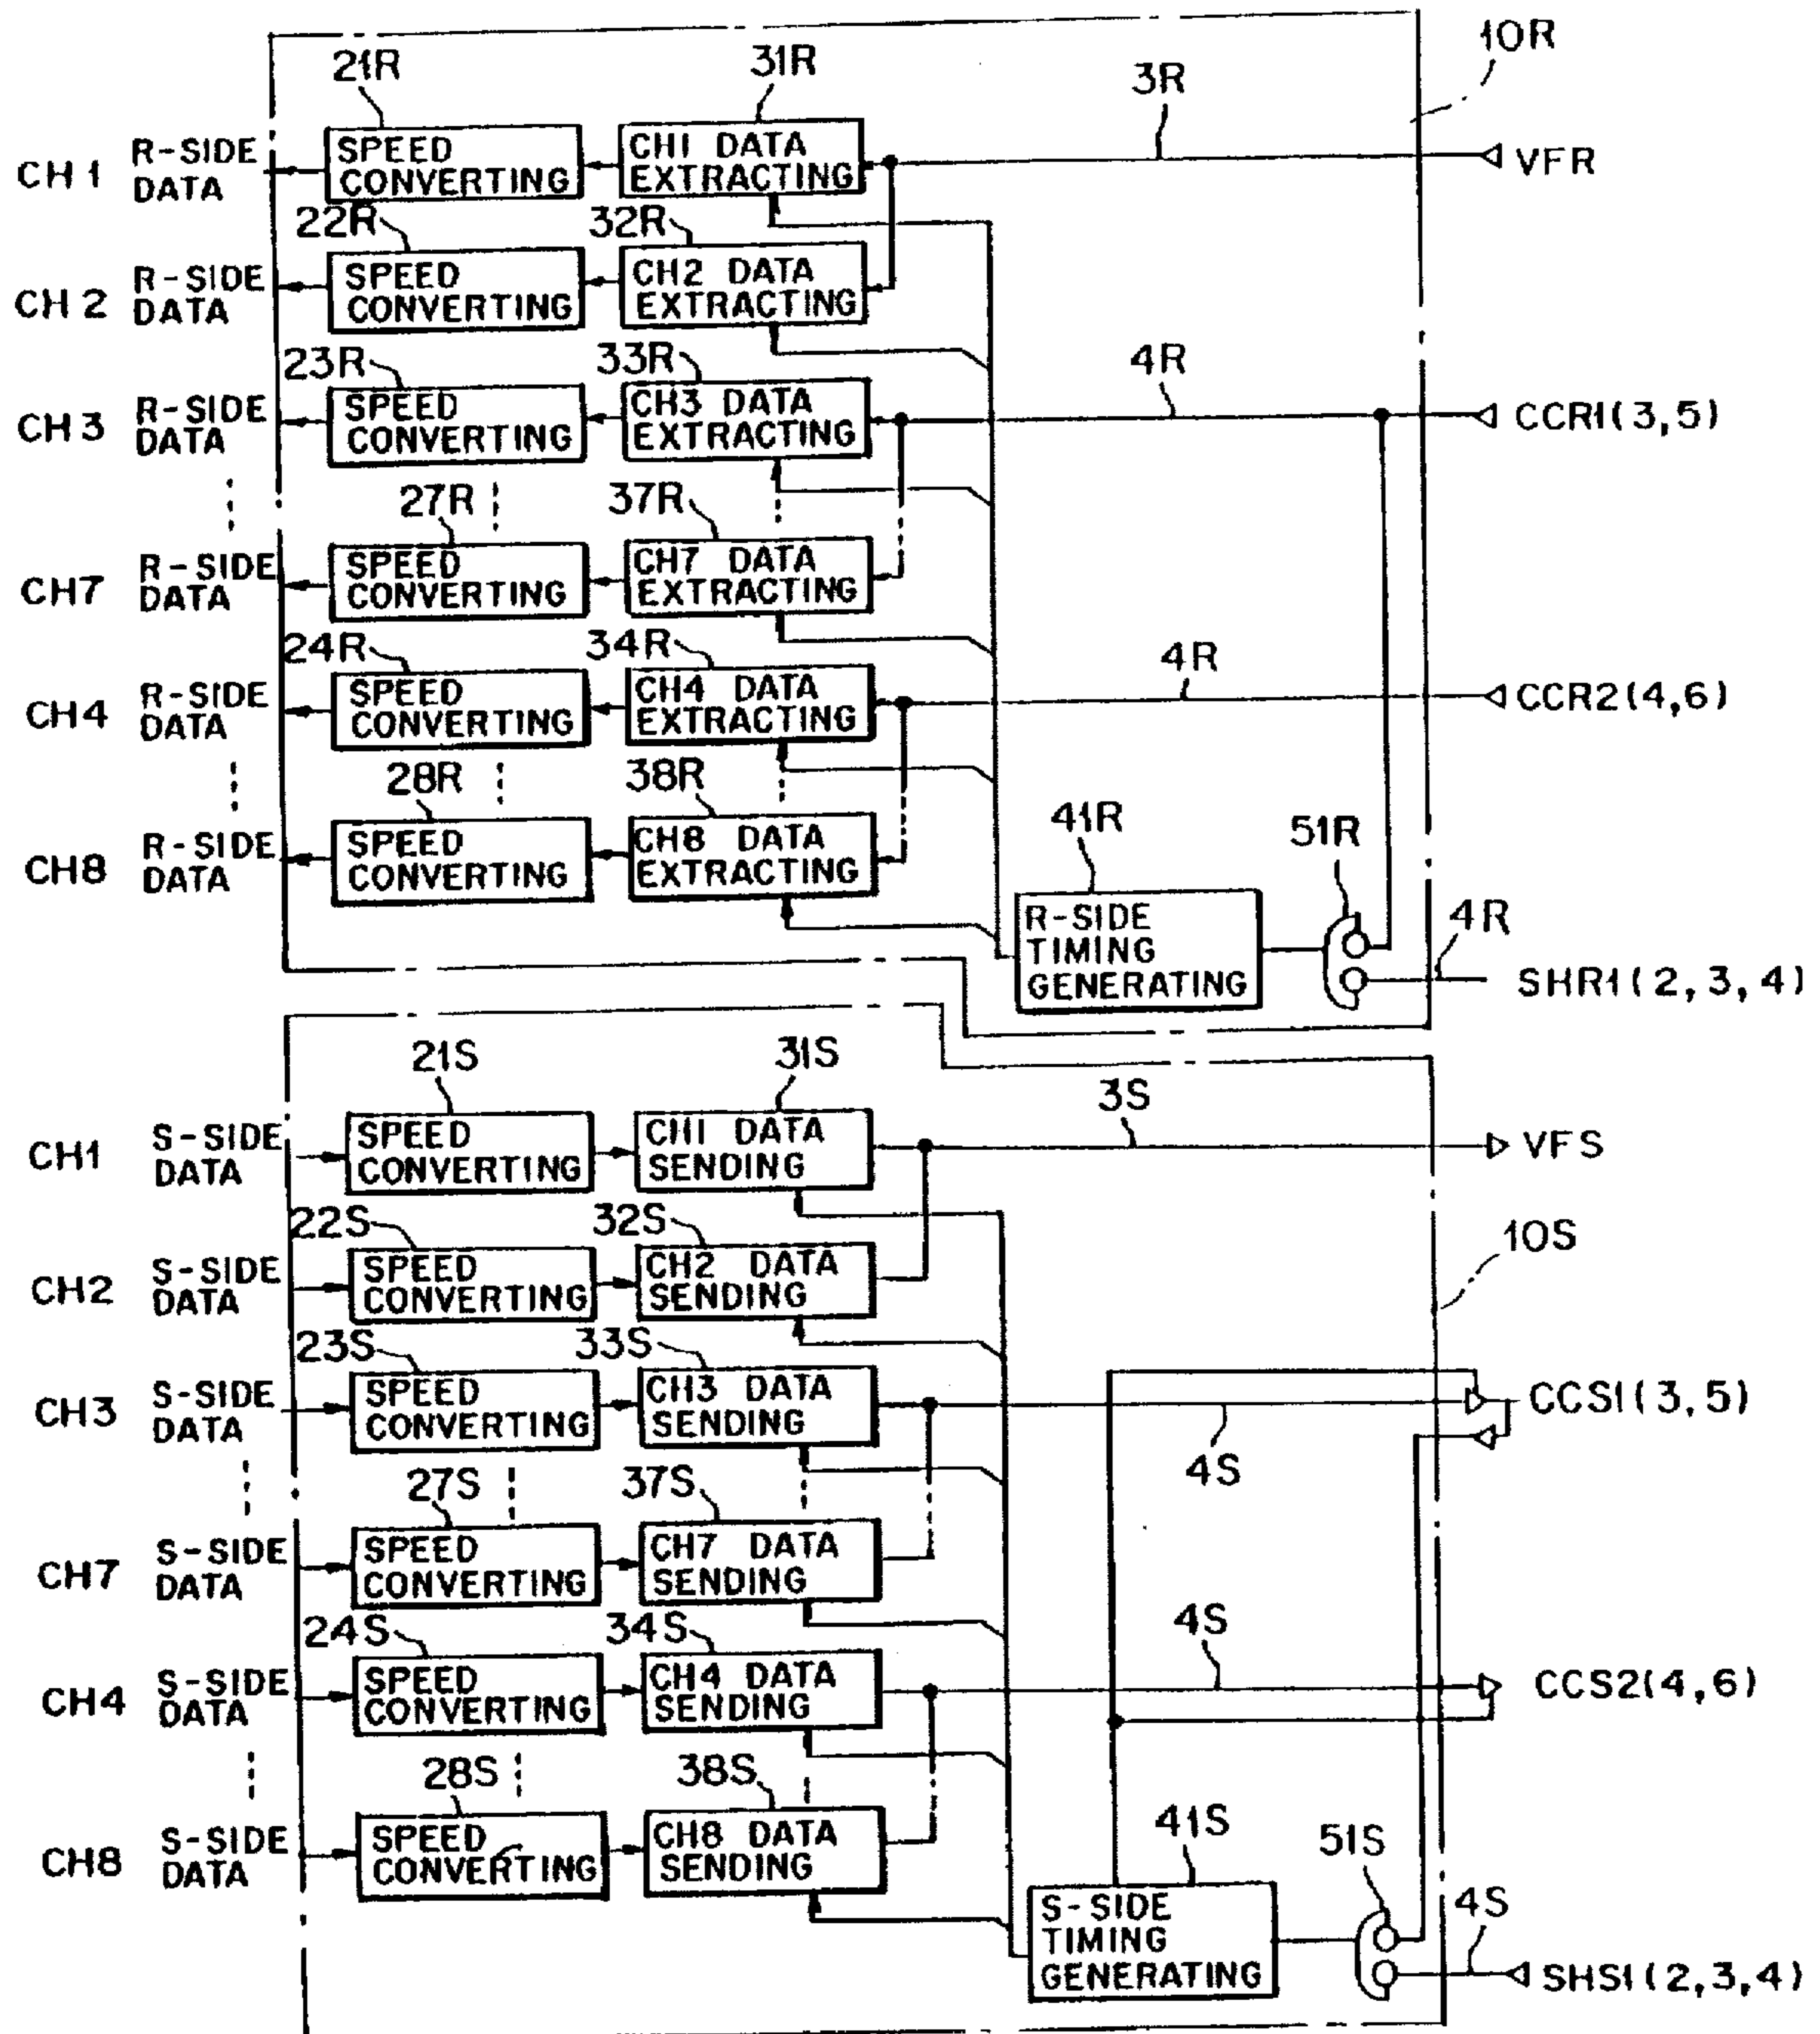 10R
21R
31R
3R
CH1 R-SIDE DATA
SPEED CONVERTING
CH1 DATA EXTRACTING
VFR
22R
32R
CH2 R-SIDE DATA
SPEED CONVERTING
CH2 DATA EXTRACTING
23R
33R
4R
CH3 R-SIDE DATA
SPEED CONVERTING
CH3 DATA EXTRACTING
CCR1(3,5)
27R
37R
CH7 R-SIDE DATA
SPEED CONVERTING
CH7 DATA EXTRACTING
24R
34R
4R
CH4 R-SIDE DATA
SPEED CONVERTING
CH4 DATA EXTRACTING
CCR2(4,6)
28R
38R
41R
51R
CH8 R-SIDE DATA
SPEED CONVERTING
CH8 DATA EXTRACTING
R-SIDE TIMING GENERATING
4R
SHR1(2,3,4)
21S
31S
3S
CH1 S-SIDE DATA
SPEED CONVERTING
CH1 DATA SENDING
VFS
22S
32S
10S
CH2 S-SIDE DATA
SPEED CONVERTING
CH2 DATA SENDING
23S
33S
CH3 S-SIDE DATA
SPEED CONVERTING
CH3 DATA SENDING
CCS1(3,5)
4S
27S
37S
CH7 S-SIDE DATA
SPEED CONVERTING
CH7 DATA SENDING
24S
34S
4S
CH4 S-SIDE DATA
SPEED CONVERTING
CH4 DATA SENDING
CCS2(4,6)
28S
38S
41S
51S
CH8 S-SIDE DATA
SPEED CONVERTING
CH8 DATA SENDING
S-SIDE TIMING GENERATING
4S
SHS1(2,3,4)